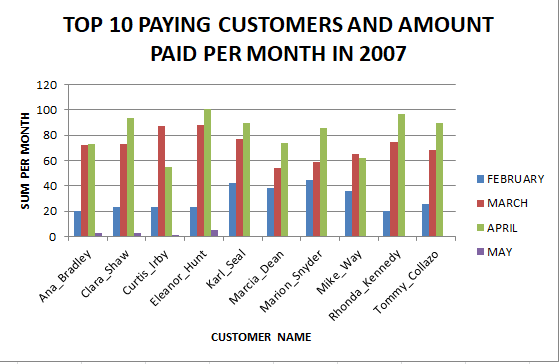 TOP 10 PAYING CUSTOMERS AND AMOUNT
PAID PER MONTH IN 2007
120
100
80
60
40
20
0
SUM PER MONTH
Ana_Bradley
Clara_Shaw
Curtis_Irby
Eleanor_Hunt
Karl_Seal
Marcia_Dean
Marion_Snyder
Mike_Way
Rhonda_Kennedy
Tommy_Collazo
CUSTOMER NAME
FEBRUARY
MARCH
APRIL
MAY